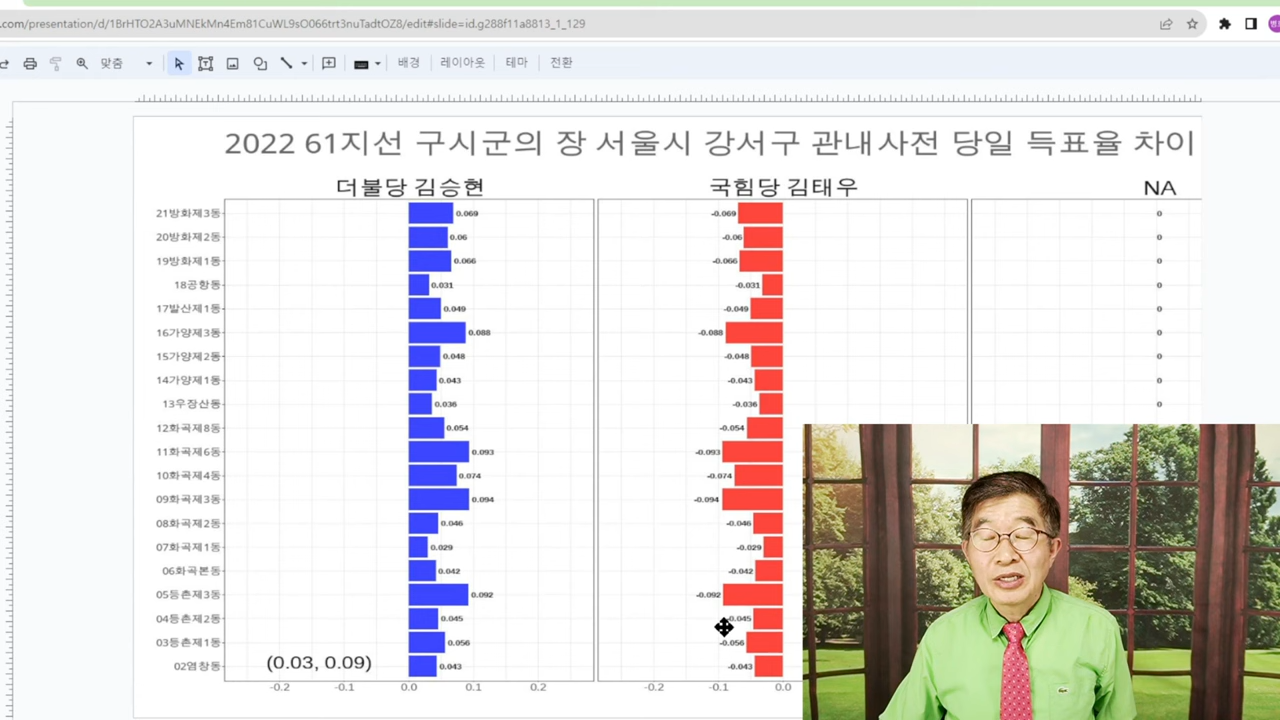 .com/presentation/d/1BrHTO2A3uMNEkMn4Em81CuWL9sO066trt3nuTadtOZ8/edit#slide=id.g288f11a8813_1_129
맞춤 배경 레이아웃 테마 전환
2022 61지선 구시군의 장 서울시 강서구 관내사전 당일 득표율 차이
더불당 김승현 국힘당 김태우 NA
21방화제3동 0.069 -0.069 0
20방화제2동 0.06 -0.06 0
19방화제1동 0.066 -0.066 0
18공항동 0.031 -0.031 0
17발산제1동 0.049 -0.049 0
16가양제3동 0.088 -0.088 0
15가양제2동 0.048 -0.048 0
14가양제1동 0.043 -0.043 0
13우장산동 0.036 -0.036 0
12화곡제8동 0.054 -0.054
11화곡제6동 0.093 -0.093
10화곡제4동 0.074 -0.074
09화곡제3동 0.094 -0.094
08화곡제2동 0.046 -0.046
07화곡제1동 0.029 -0.029
06화곡본동 0.042 -0.042
05등촌제3동 0.092 -0.092
04등촌제2동 0.045 0.045
03등촌제1동 0.056 -0.056
02염창동 (0.03, 0.09) 0.043 -0.043
-0.2 -0.1 0.0 0.1 0.2 -0.2 -0.1 0.0